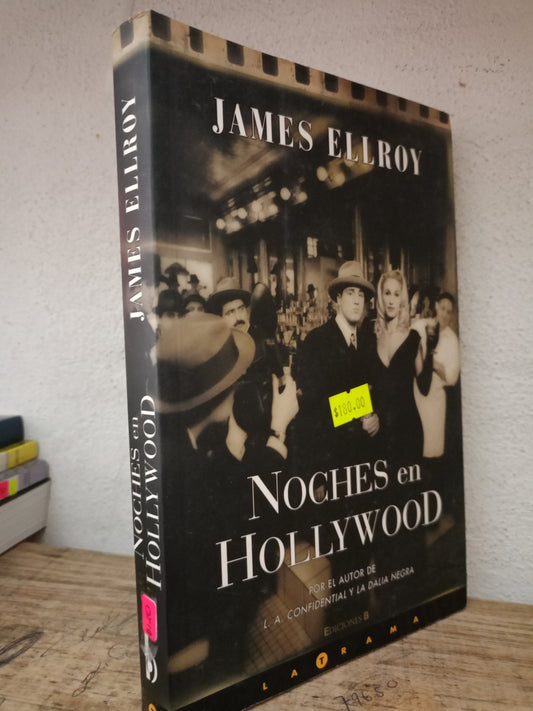 JAMES ELLROY
$180.00
NOCHES en
HOLLYWOOD
POR EL AUTOR DE
L. A. CONFIDENTIAL Y LA DALIA NEGRA
EDICIONES B
LA TRAMA
JAMES ELLROY
NOCHES en
HOLLYWOOD